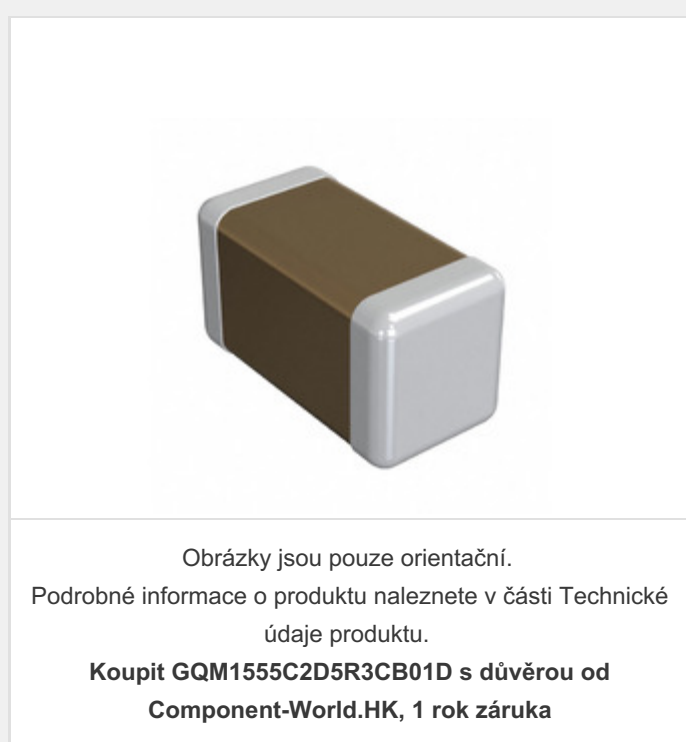 Obrázky jsou pouze orientační.
Podrobné informace o produktu naleznete v části Technické
údaje produktu.
Koupit GQM1555C2D5R3CB01D s důvěrou od
Component-World.HK, 1 rok záruka